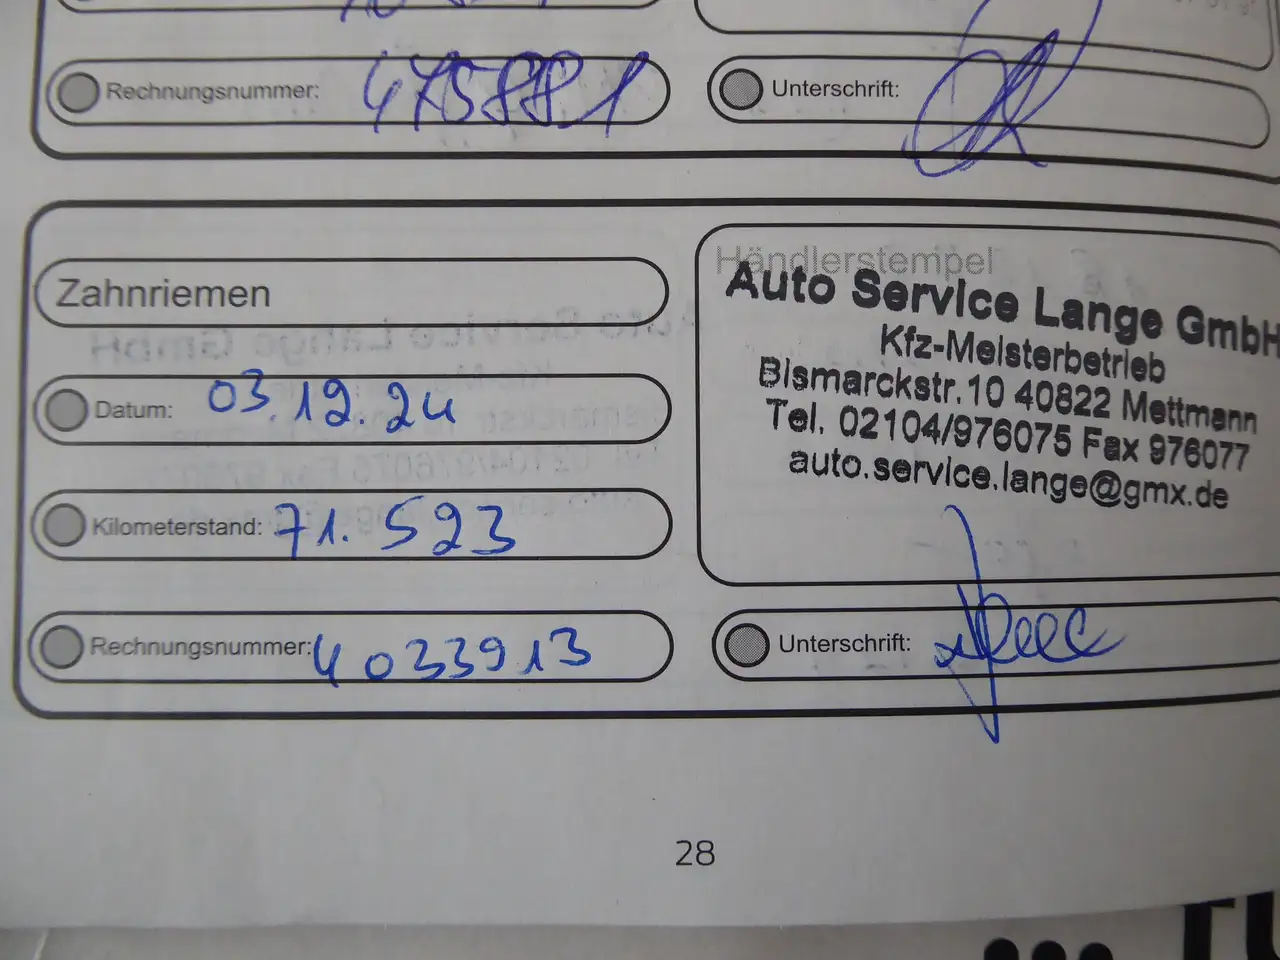 Rechnungsnummer: 475881
Unterschrift:
Zahnriemen
Datum: 03.12.24
Kilometerstand: 71.523
Rechnungsnummer: 4033913
Händlerstempel
Auto Service Lange GmbH
Kfz-Meisterbetrieb
Bismarckstr. 10 40822 Mettmann
Tel. 02104/976075 Fax 976077
auto.service.lange@gmx.de
Unterschrift:
28